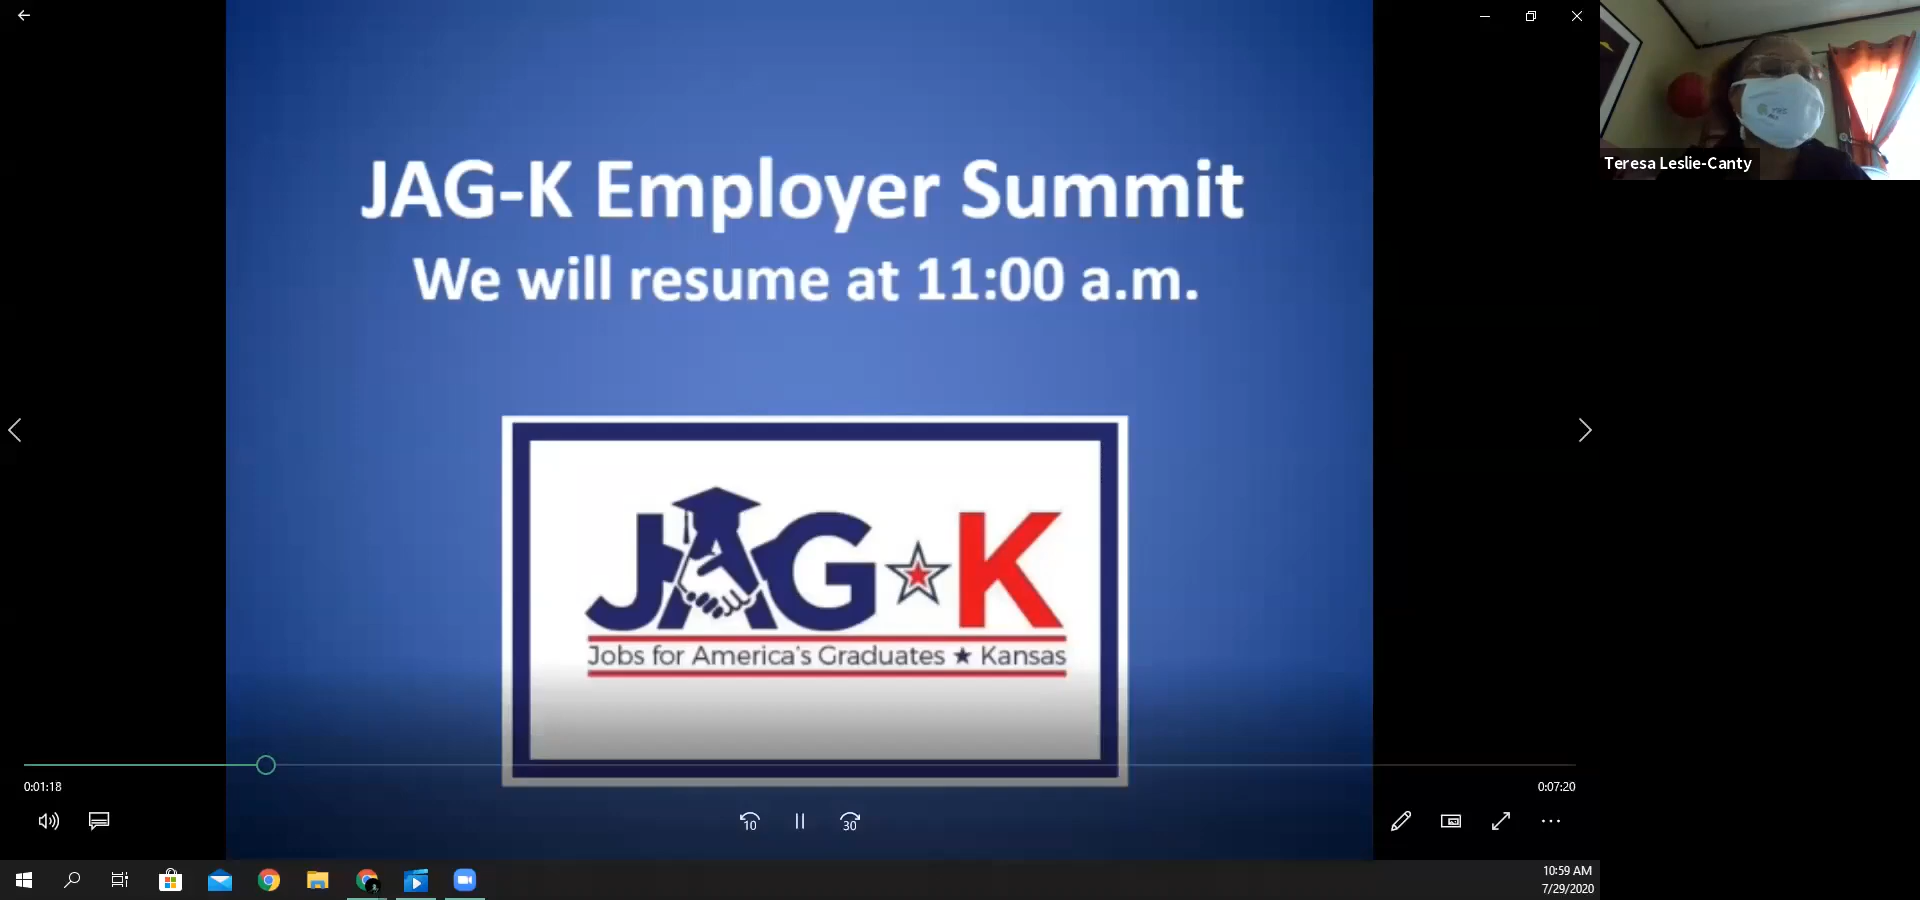 JAG-K Employer Summit
We will resume at 11:00 a.m.
JAG K
Jobs for America's Graduates ★ Kansas
Teresa Leslie-Canty
0:01:18
0:07:20
10
30
10:59 AM
7/29/2020